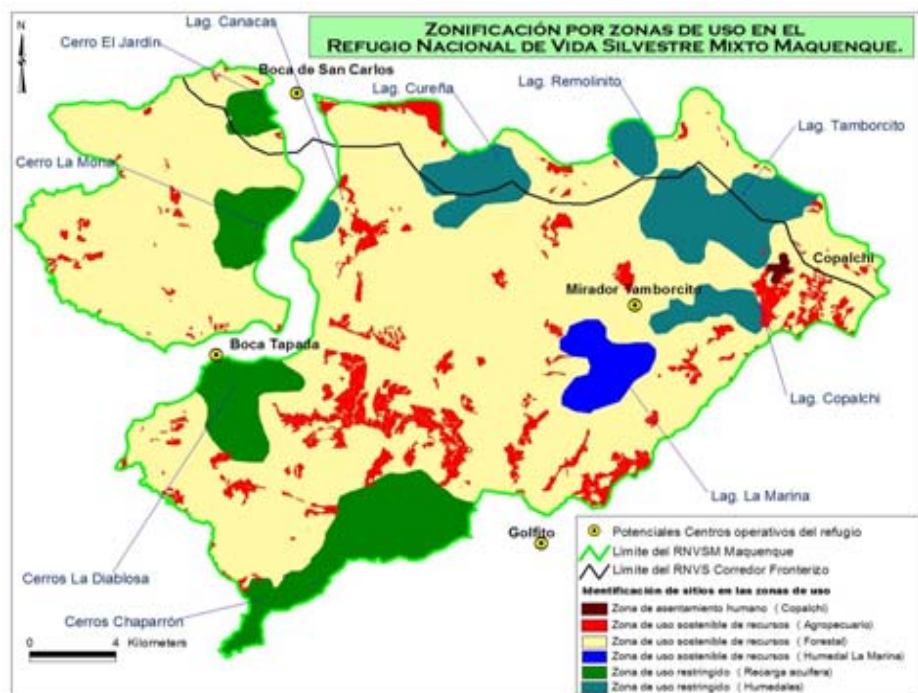 ZONIFICACIÓN POR ZONAS DE USO EN EL
REFUGIO NACIONAL DE VIDA SILVESTRE MIXTO MAQUENQUE.
N
Lag. Canacas
Cerro El Jardín
Boca de San Carlos
Lag. Cureña
Lag. Remolinito
Lag. Tamborcito
Cerro La Mona
Copalchi
Mirador Tamborcito
Boca Tapada
Lag. Copalchi
Lag. La Marina
Golfito
Cerros La Diablosa
Cerros Chaparrón
0 4 Kilometers
Potenciales Centros operativos del refugio
Límite del RNVSM Maquenque
Límite del RNVS Corredor Fronterizo
Identificación de sitios en las zonas de uso
Zona de asentamiento humano ( Copalchi)
Zona de uso sostenible de recursos ( Agropecuario)
Zona de uso sostenible de recursos ( Forestal)
Zona de uso sostenible de recursos ( Humedal La Marina)
Zona de uso restringido ( Recarga acuifera)
Zona de uso restringido ( Humedales)